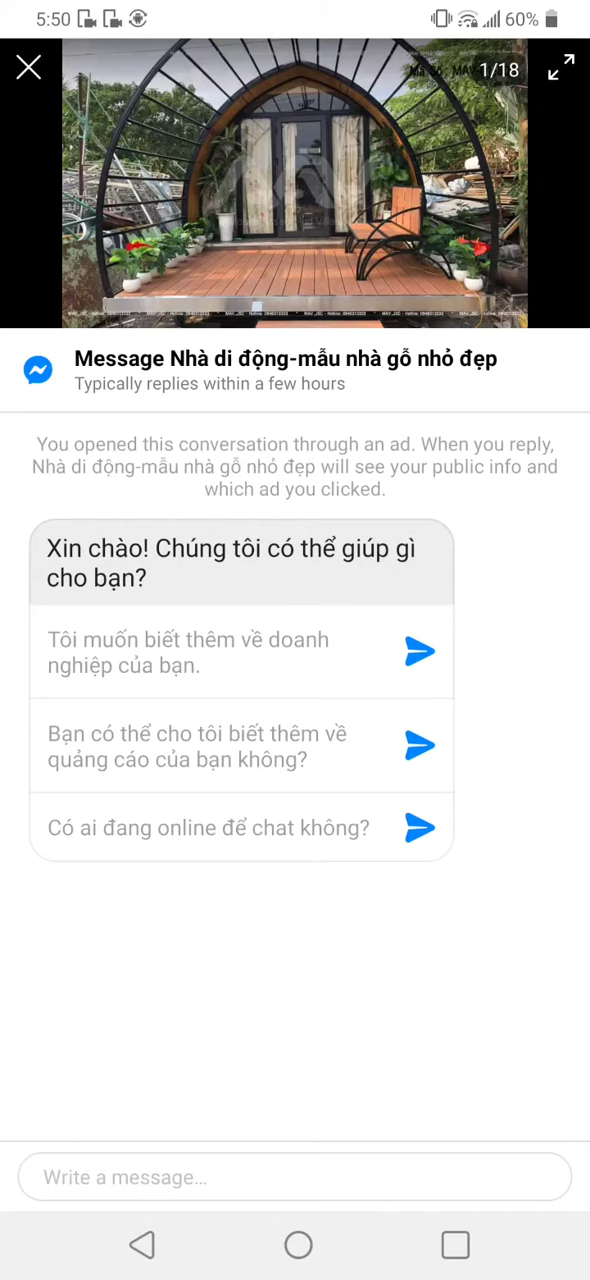 5:50
60%
Mã Số: MAV
1/18
MAV
Message Nhà di động-mẫu nhà gỗ nhỏ đẹp
Typically replies within a few hours
You opened this conversation through an ad. When you reply,
Nhà di động-mẫu nhà gỗ nhỏ đẹp will see your public info and
which ad you clicked.
Xin chào! Chúng tôi có thể giúp gì
cho bạn?
Tôi muốn biết thêm về doanh
nghiệp của bạn.
Bạn có thể cho tôi biết thêm về
quảng cáo của bạn không?
Có ai đang online để chat không?
Write a message...